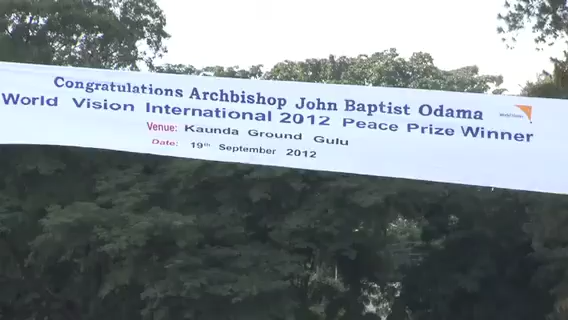 Congratulations Archbishop John Baptist Odama
World Vision International 2012 Peace Prize Winner
Venue: Kaunda Ground Gulu
Date: 19th September 2012